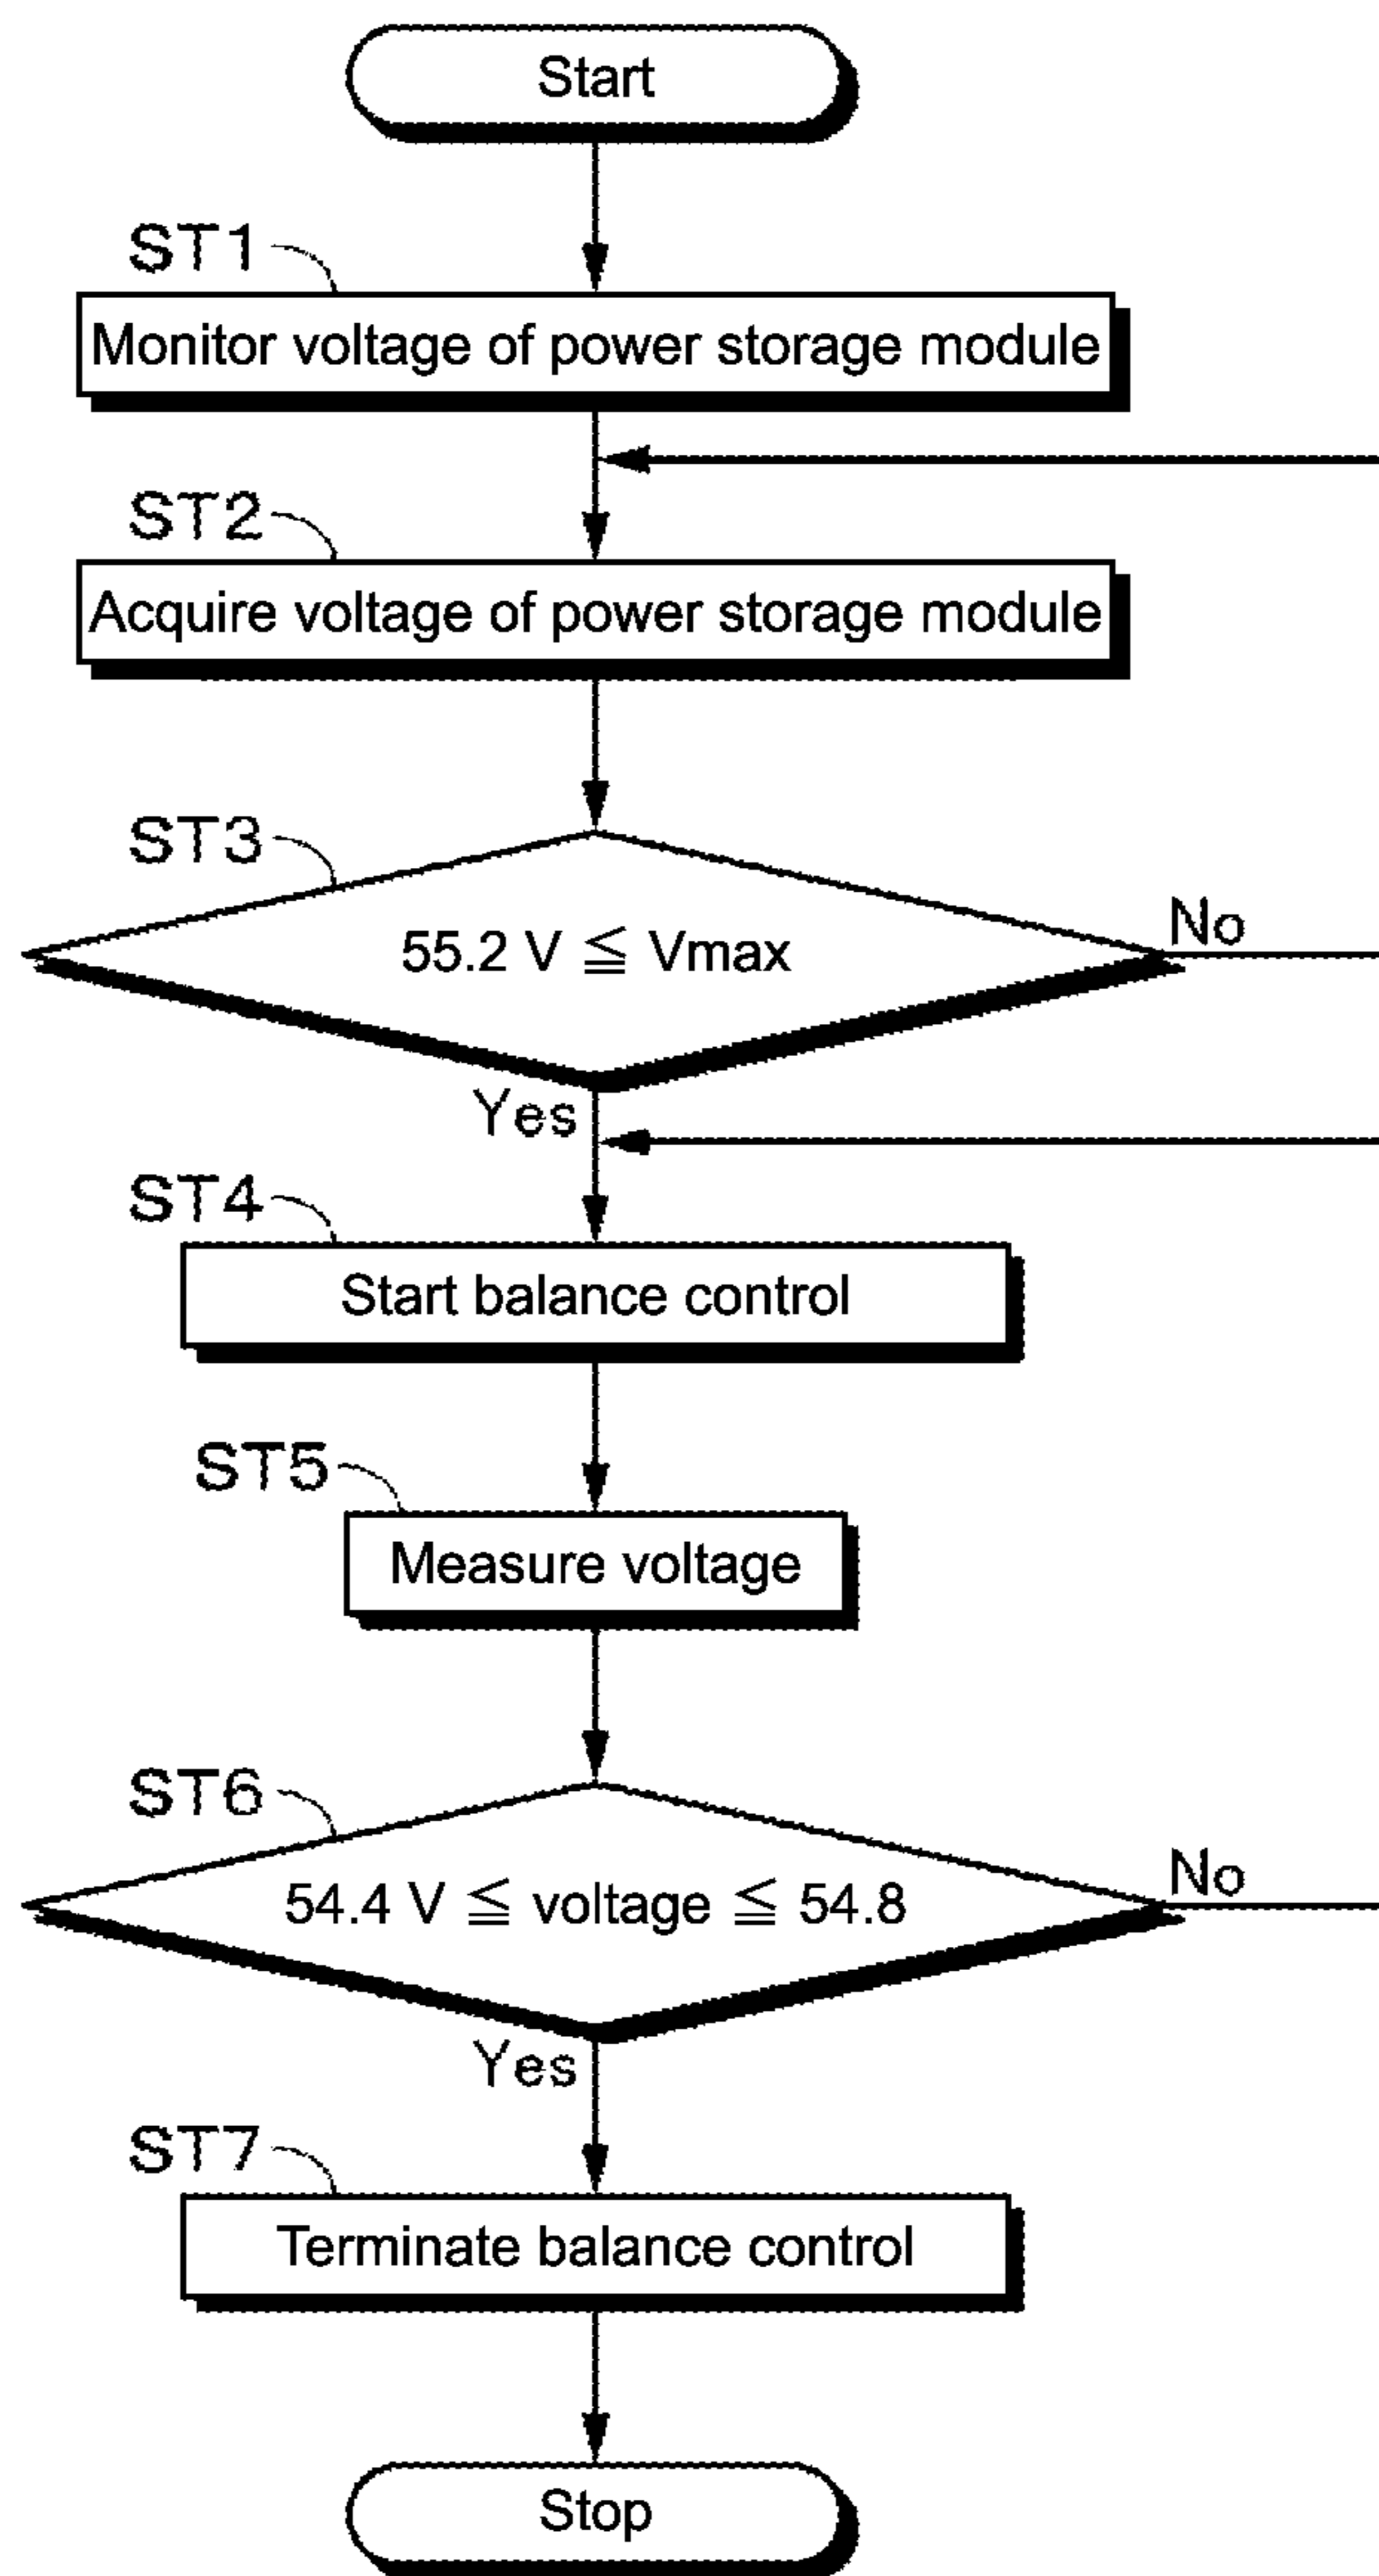 Start
ST1
Monitor voltage of power storage module
ST2
Acquire voltage of power storage module
ST3
55.2 V ≦ Vmax
No
Yes
ST4
Start balance control
ST5
Measure voltage
ST6
54.4 V ≦ voltage ≦ 54.8
No
Yes
ST7
Terminate balance control
Stop